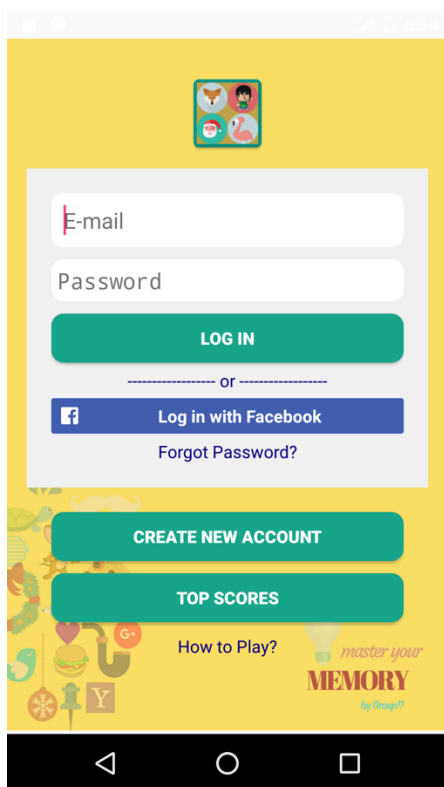 E-mail
Password
LOG IN
------------------ or ------------------
Log in with Facebook
Forgot Password?
CREATE NEW ACCOUNT
TOP SCORES
How to Play?
G+
Y
master your
MEMORY
by Group11